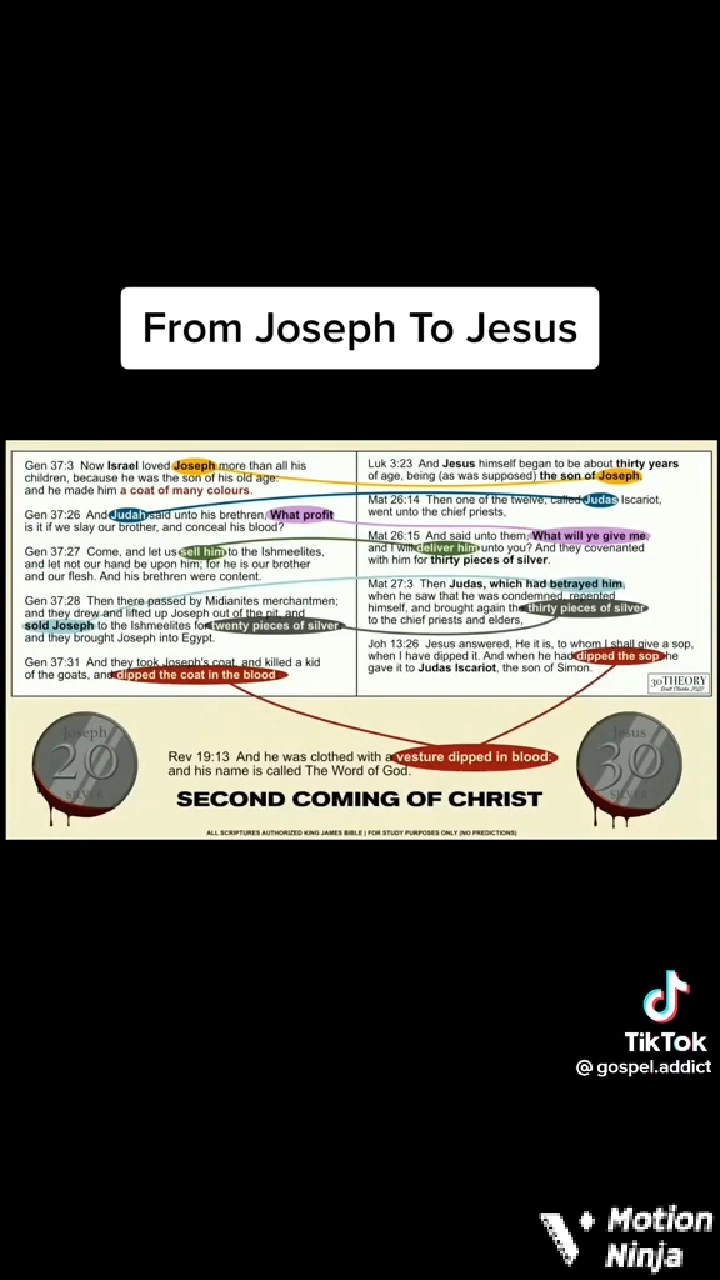 From Joseph To Jesus
Gen 37:3 Now Israel loved Joseph more than all his
children, because he was the son of his old age:
and he made him a coat of many colours.
Gen 37:26 And Judah said unto his brethren, What profit
is it if we slay our brother, and conceal his blood?
Gen 37:27 Come, and let us sell him to the Ishmeelites,
and let not our hand be upon him; for he is our brother
and our flesh. And his brethren were content.
Gen 37:28 Then there passed by Midianites merchantmen;
and they drew and lifted up Joseph out of the pit, and
sold Joseph to the Ishmeelites for twenty pieces of silver:
and they brought Joseph into Egypt.
Gen 37:31 And they took Joseph's coat, and killed a kid
of the goats, and dipped the coat in the blood
Luk 3:23 And Jesus himself began to be about thirty years
of age, being (as was supposed) the son of Joseph,
Mat 26:14 Then one of the twelve, called Judas Iscariot,
went unto the chief priests,
Mat 26:15 And said unto them, What will ye give me,
and I will deliver him unto you? And they covenanted
with him for thirty pieces of silver.
Mat 27:3 Then Judas, which had betrayed him,
when he saw that he was condemned, repented
himself, and brought again the thirty pieces of silver
to the chief priests and elders,
Joh 13:26 Jesus answered, He it is, to whom I shall give a sop,
when I have dipped it. And when he had dipped the sop he
gave it to Judas Iscariot, the son of Simon.
30THEORY
Joseph
20
SILVER
Rev 19:13 And he was clothed with a vesture dipped in blood:
and his name is called The Word of God.
SECOND COMING OF CHRIST
Jesus
30
SILVER
ALL SCRIPTURES AUTHORIZED KING JAMES BIBLE | FOR STUDY PURPOSES ONLY (NO PREDICTIONS)
TikTok
@gospel.addict
Motion
Ninja